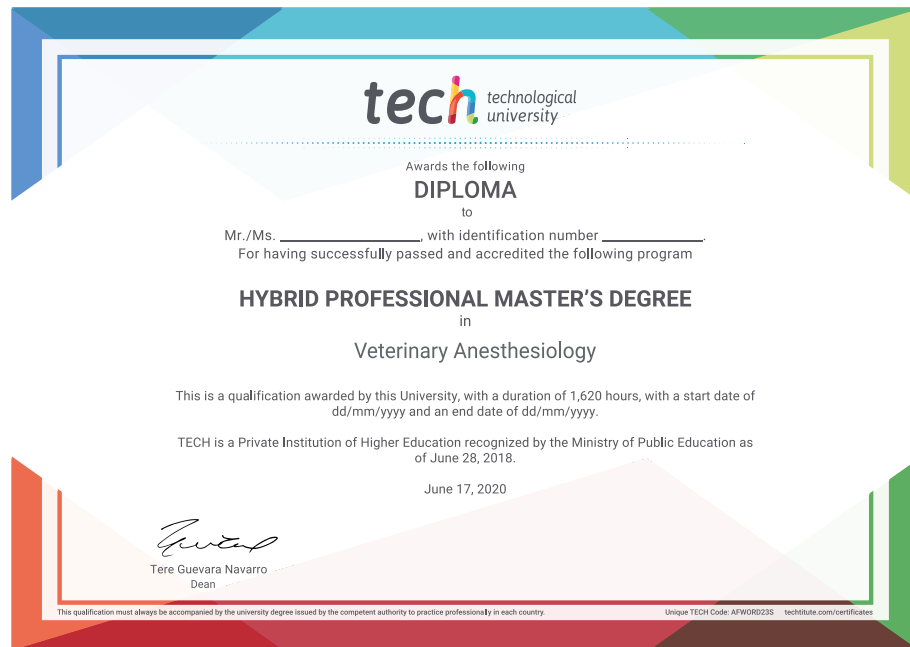 tech technological
university
Awards the following
DIPLOMA
to
Mr./Ms. ____________________, with identification number ______________.
For having successfully passed and accredited the following program
HYBRID PROFESSIONAL MASTER'S DEGREE
in
Veterinary Anesthesiology
This is a qualification awarded by this University, with a duration of 1,620 hours, with a start date of
dd/mm/yyyy and an end date of dd/mm/yyyy.
TECH is a Private Institution of Higher Education recognized by the Ministry of Public Education as
of June 28, 2018.
June 17, 2020
Tere Guevara Navarro
Dean
This qualification must always be accompanied by the university degree issued by the competent authority to practice professionally in each country. Unique TECH Code: AFWORD23S techtitute.com/certificates